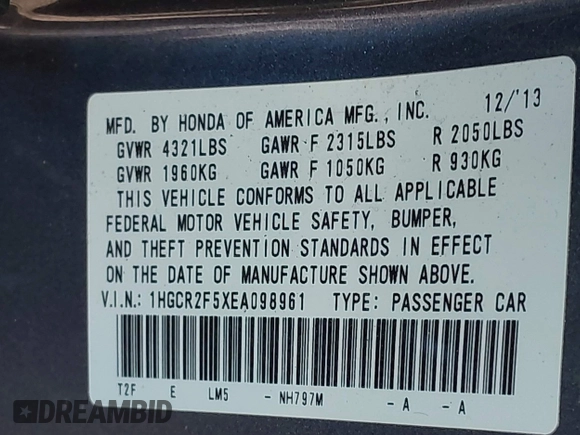 MFD. BY HONDA OF AMERICA MFG., INC. 12/'13
GVWR 4321LBS GAWR F 2315LBS R 2050LBS
GVWR 1960KG GAWR F 1050KG R 930KG
THIS VEHICLE CONFORMS TO ALL APPLICABLE
FEDERAL MOTOR VEHICLE SAFETY, BUMPER,
AND THEFT PREVENTION STANDARDS IN EFFECT
ON THE DATE OF MANUFACTURE SHOWN ABOVE.
V.I.N.: 1HGCR2F5XEA098961 TYPE: PASSENGER CAR
T2F E LM5 - NH797M - A - A
DREAMBID